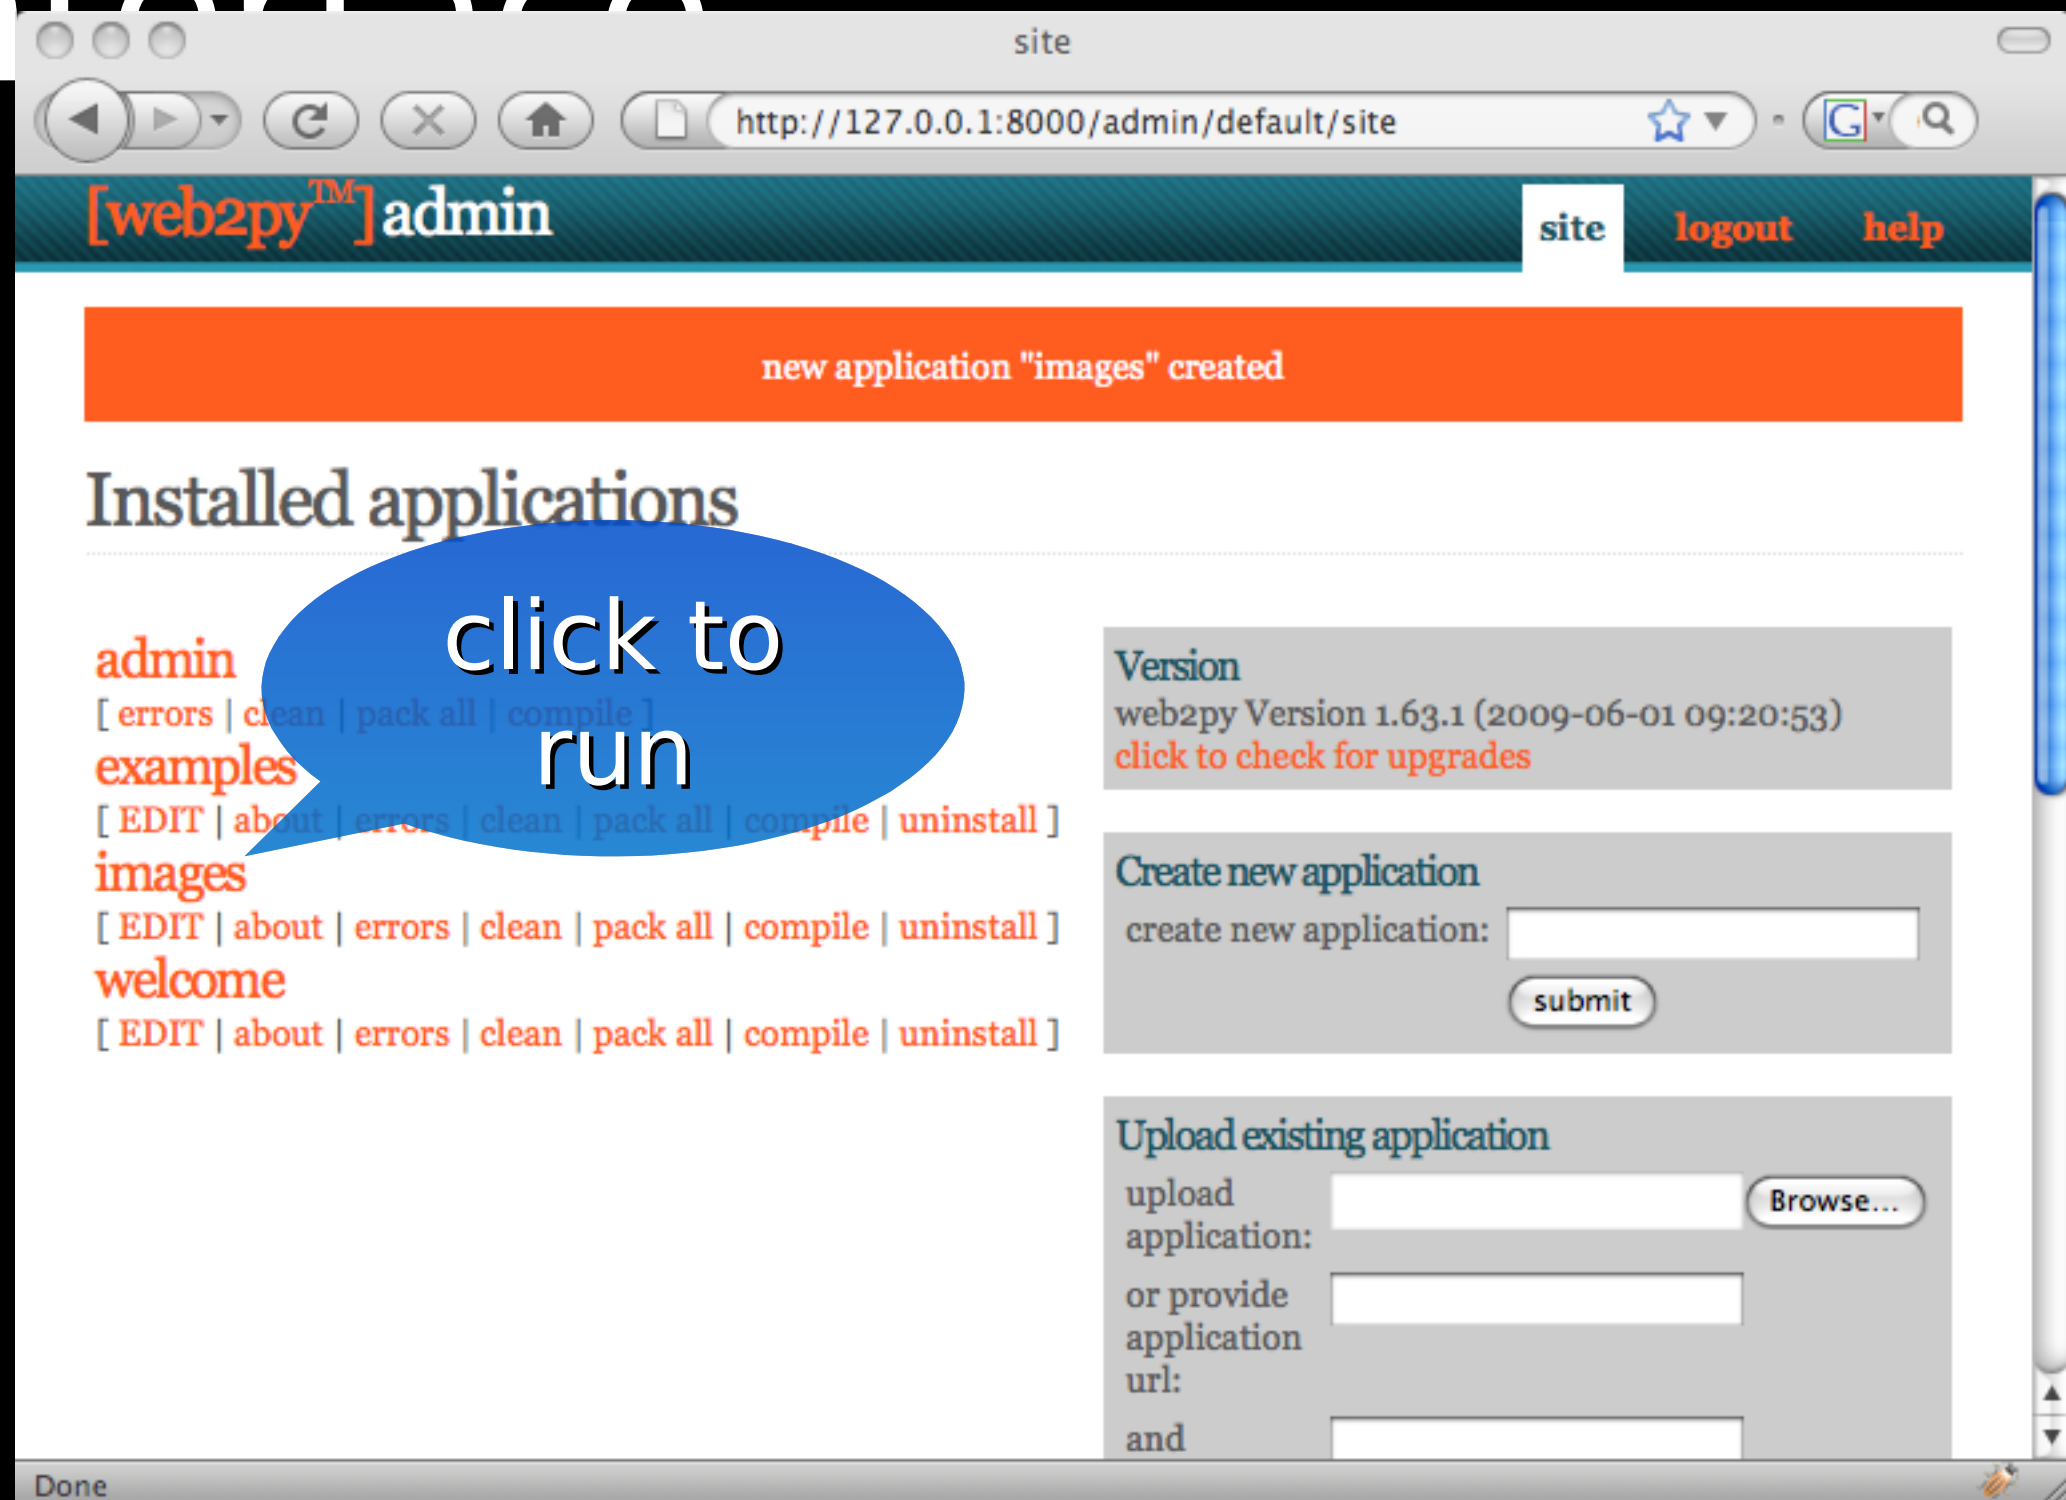 site
http://127.0.0.1:8000/admin/default/site
[web2py™] admin
site logout help
new application "images" created
Installed applications
click to
run
admin
[ errors | clean | pack all | compile ]
examples
[ EDIT | about | errors | clean | pack all | compile | uninstall ]
images
[ EDIT | about | errors | clean | pack all | compile | uninstall ]
welcome
[ EDIT | about | errors | clean | pack all | compile | uninstall ]
Version
web2py Version 1.63.1 (2009-06-01 09:20:53)
click to check for upgrades
Create new application
create new application:
submit
Upload existing application
upload
application:
Browse...
or provide
application
url:
and
Done